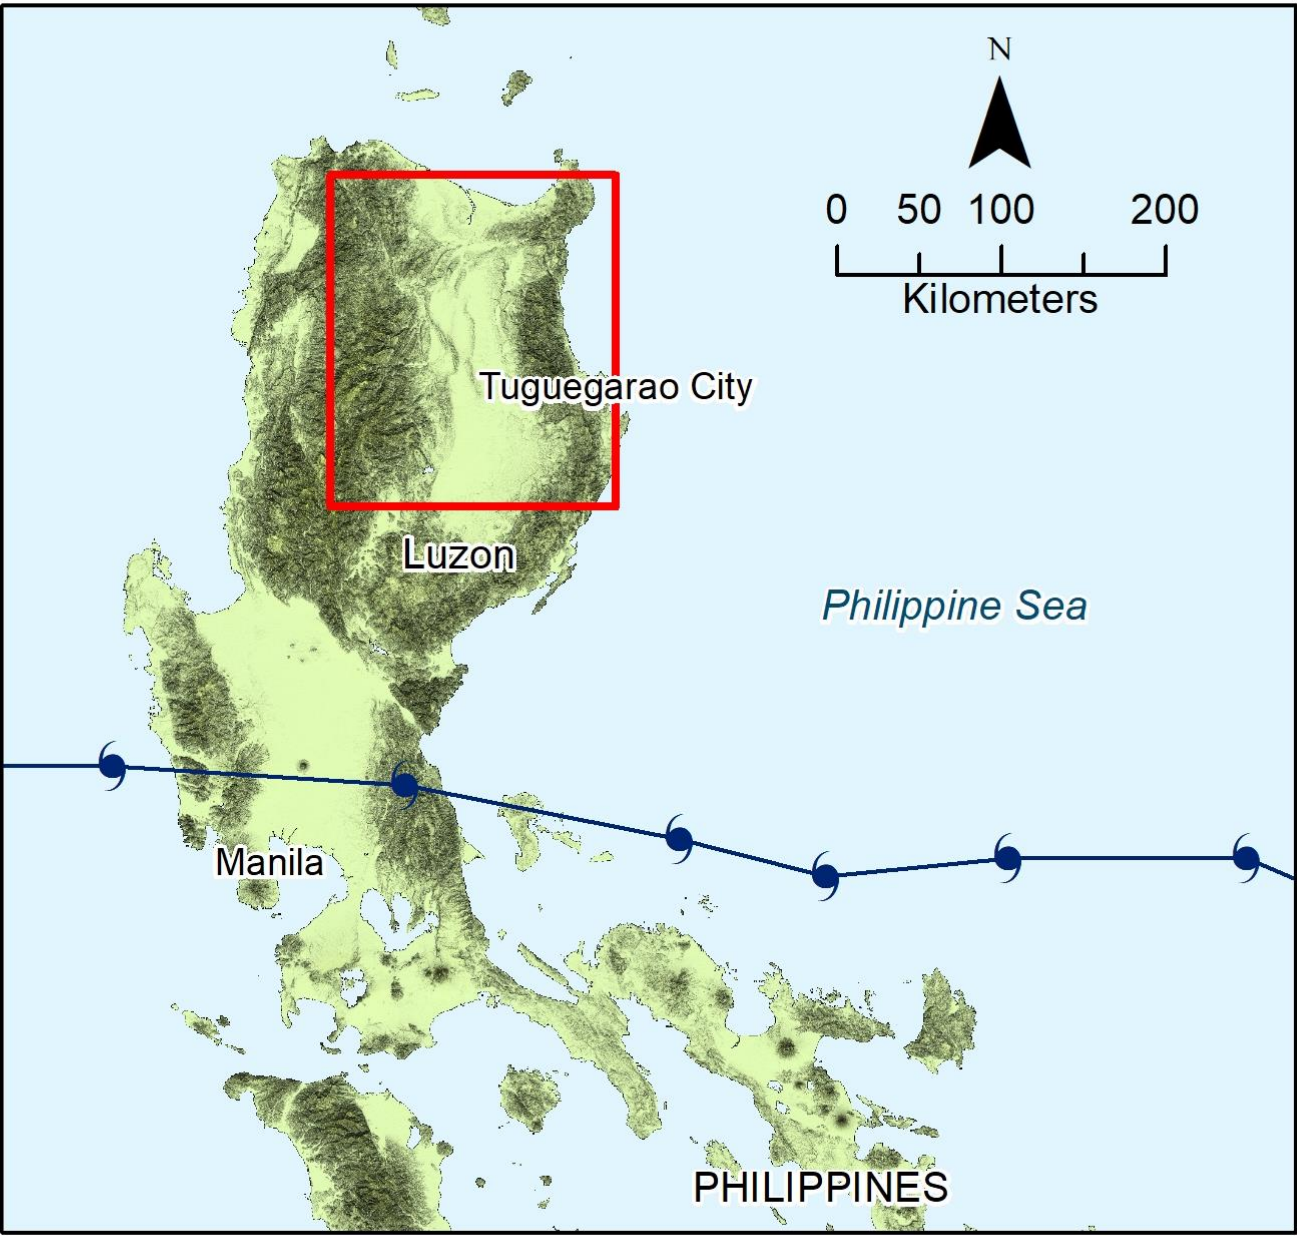 N
0 50 100 200
Kilometers
Tuguegarao City
Luzon
Philippine Sea
Manila
PHILIPPINES